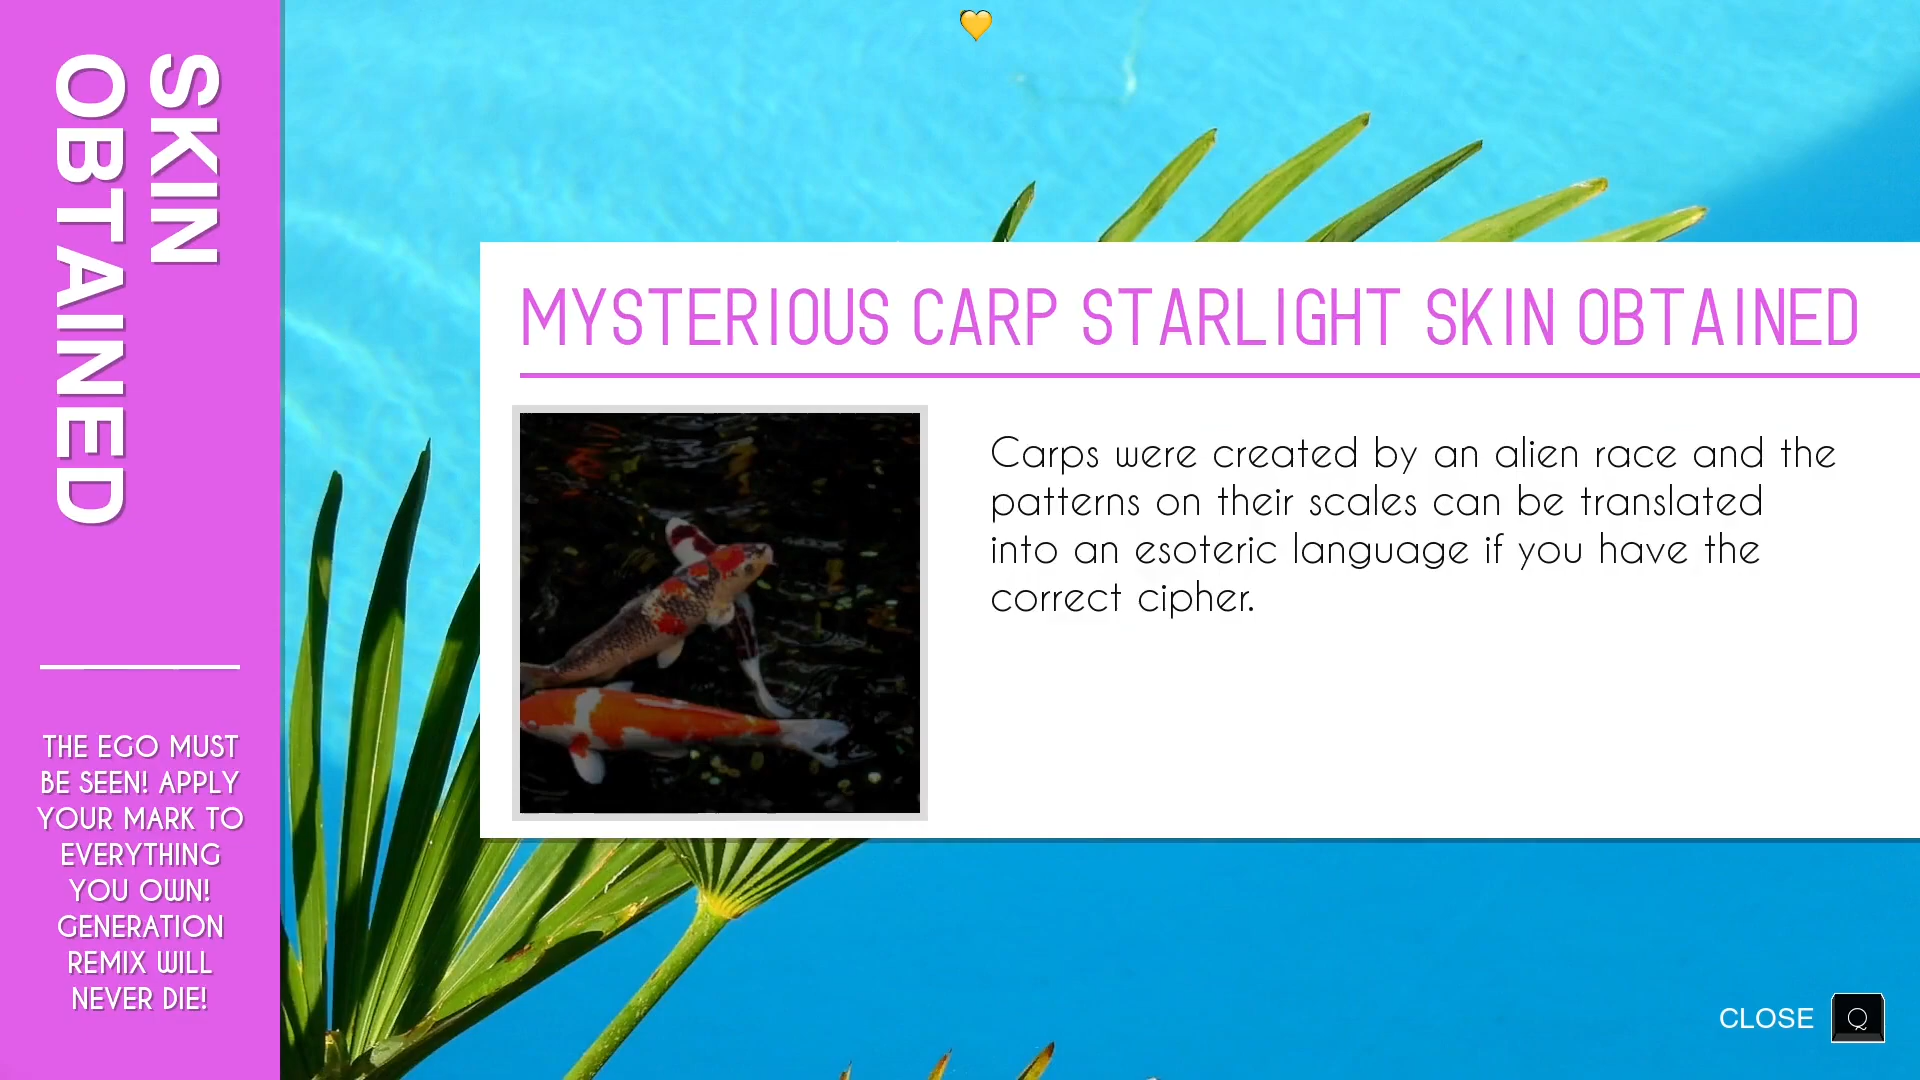 SKIN
OBTAINED
THE EGO MUST
BE SEEN! APPLY
YOUR MARK TO
EVERYTHING
YOU OWN!
GENERATION
REMIX WILL
NEVER DIE!
MYSTERIOUS CARP STARLIGHT SKIN OBTAINED
Carps were created by an alien race and the
patterns on their scales can be translated
into an esoteric language if you have the
correct cipher.
CLOSE Q